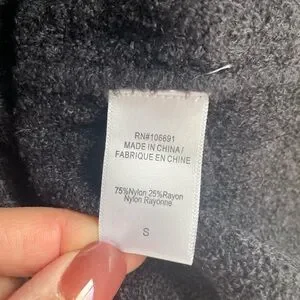 RN#106691
MADE IN CHINA/
FABRIQUE EN CHINE
75%Nylon 25%Rayon
Nylon Rayonne
S